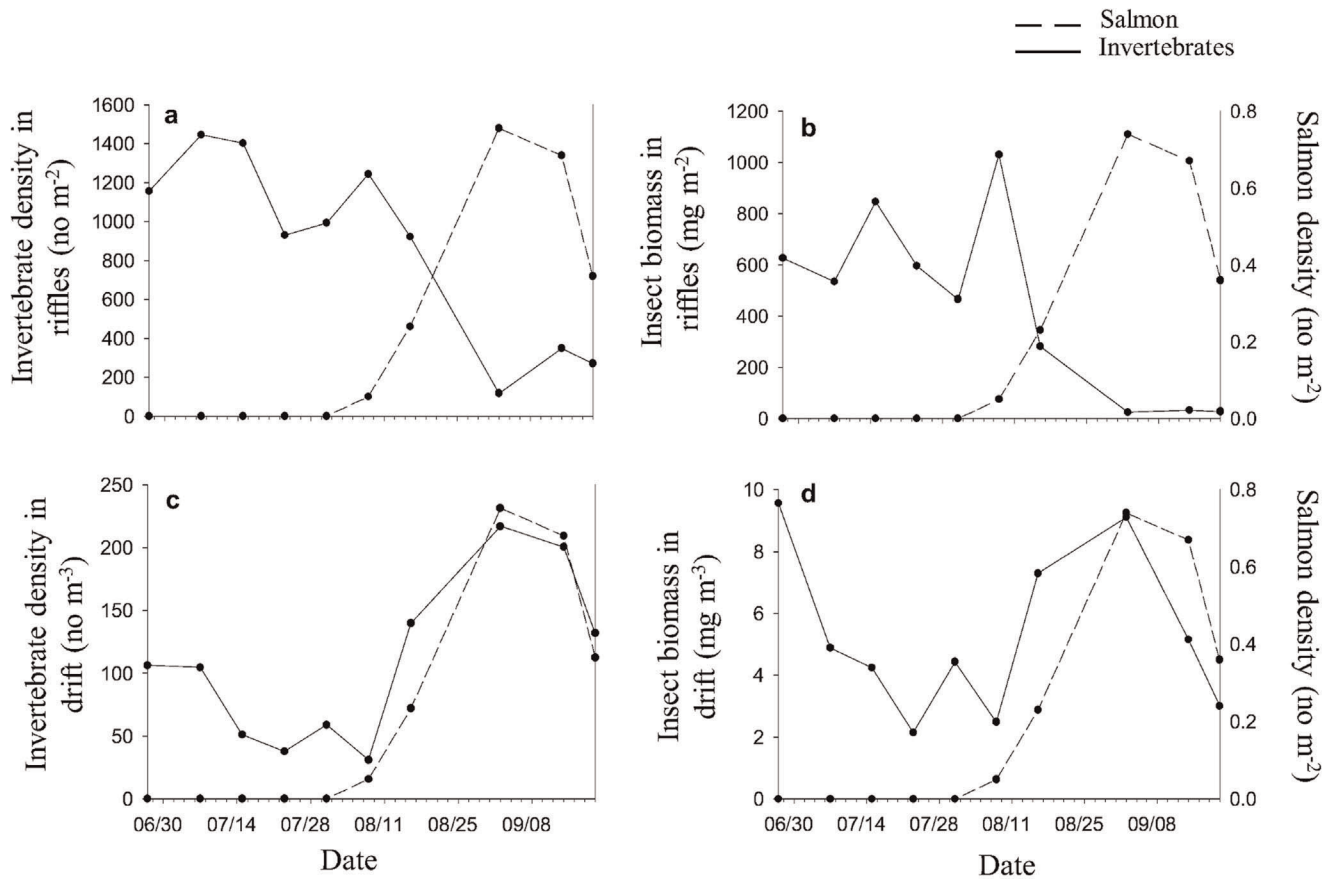 Salmon
Invertebrates
a
Invertebrate density in
riffles (no m-2)
1600
1400
1200
1000
800
600
400
200
0
b
Insect biomass in
riffles (mg m-2)
1200
1000
800
600
400
200
0
0.8
0.6
0.4
0.2
0.0
Salmon density (no m-2)
c
Invertebrate density in
drift (no m-3)
250
200
150
100
50
0
06/30 07/14 07/28 08/11 08/25 09/08
Date
d
Insect biomass in
drift (mg m-3)
10
8
6
4
2
0
0.8
0.6
0.4
0.2
0.0
Salmon density (no m-2)
06/30 07/14 07/28 08/11 08/25 09/08
Date